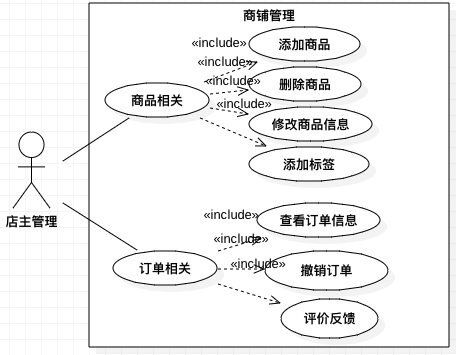 商铺管理
«include»
添加商品
«include»
«include»
删除商品
商品相关
«include»
修改商品信息
添加标签
店主管理
«include»
查看订单信息
«include»
订单相关
«include»
撤销订单
评价反馈